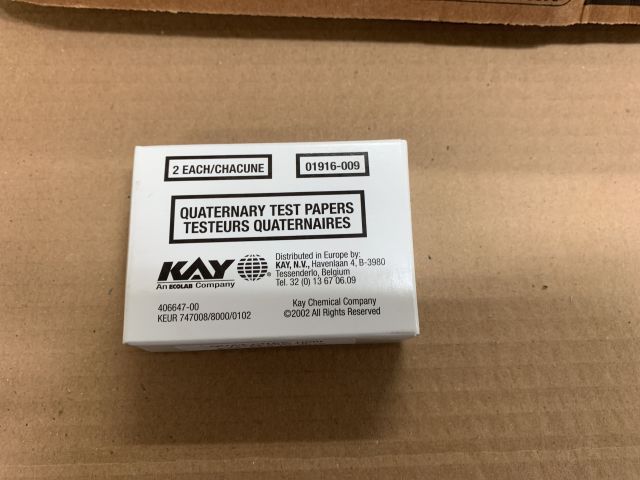 2 EACH/CHACUNE
01916-009
QUATERNARY TEST PAPERS
TESTEURS QUATERNAIRES
KAY
An ECOLAB Company
®
Distributed in Europe by:
KAY, N.V., Havenlaan 4, B-3980
Tessenderlo, Belgium
Tel. 32 (0) 13 67 06.09
406647-00
KEUR 747008/8000/0102
Kay Chemical Company
©2002 All Rights Reserved